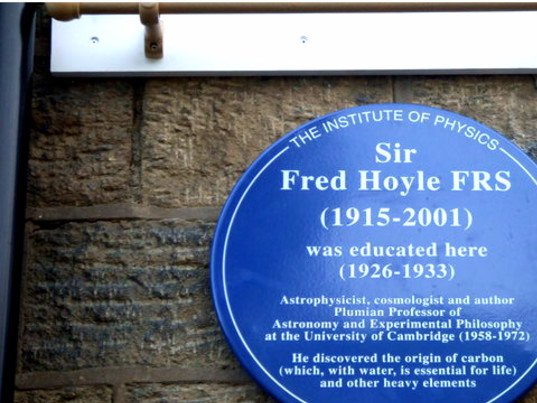 THE INSTITUTE OF PHYSICS
Sir
Fred Hoyle FRS
(1915-2001)
was educated here
(1926-1933)
Astrophysicist, cosmologist and author
Plumian Professor of
Astronomy and Experimental Philosophy
at the University of Cambridge (1958-1972)
He discovered the origin of carbon
(which, with water, is essential for life)
and other heavy elements